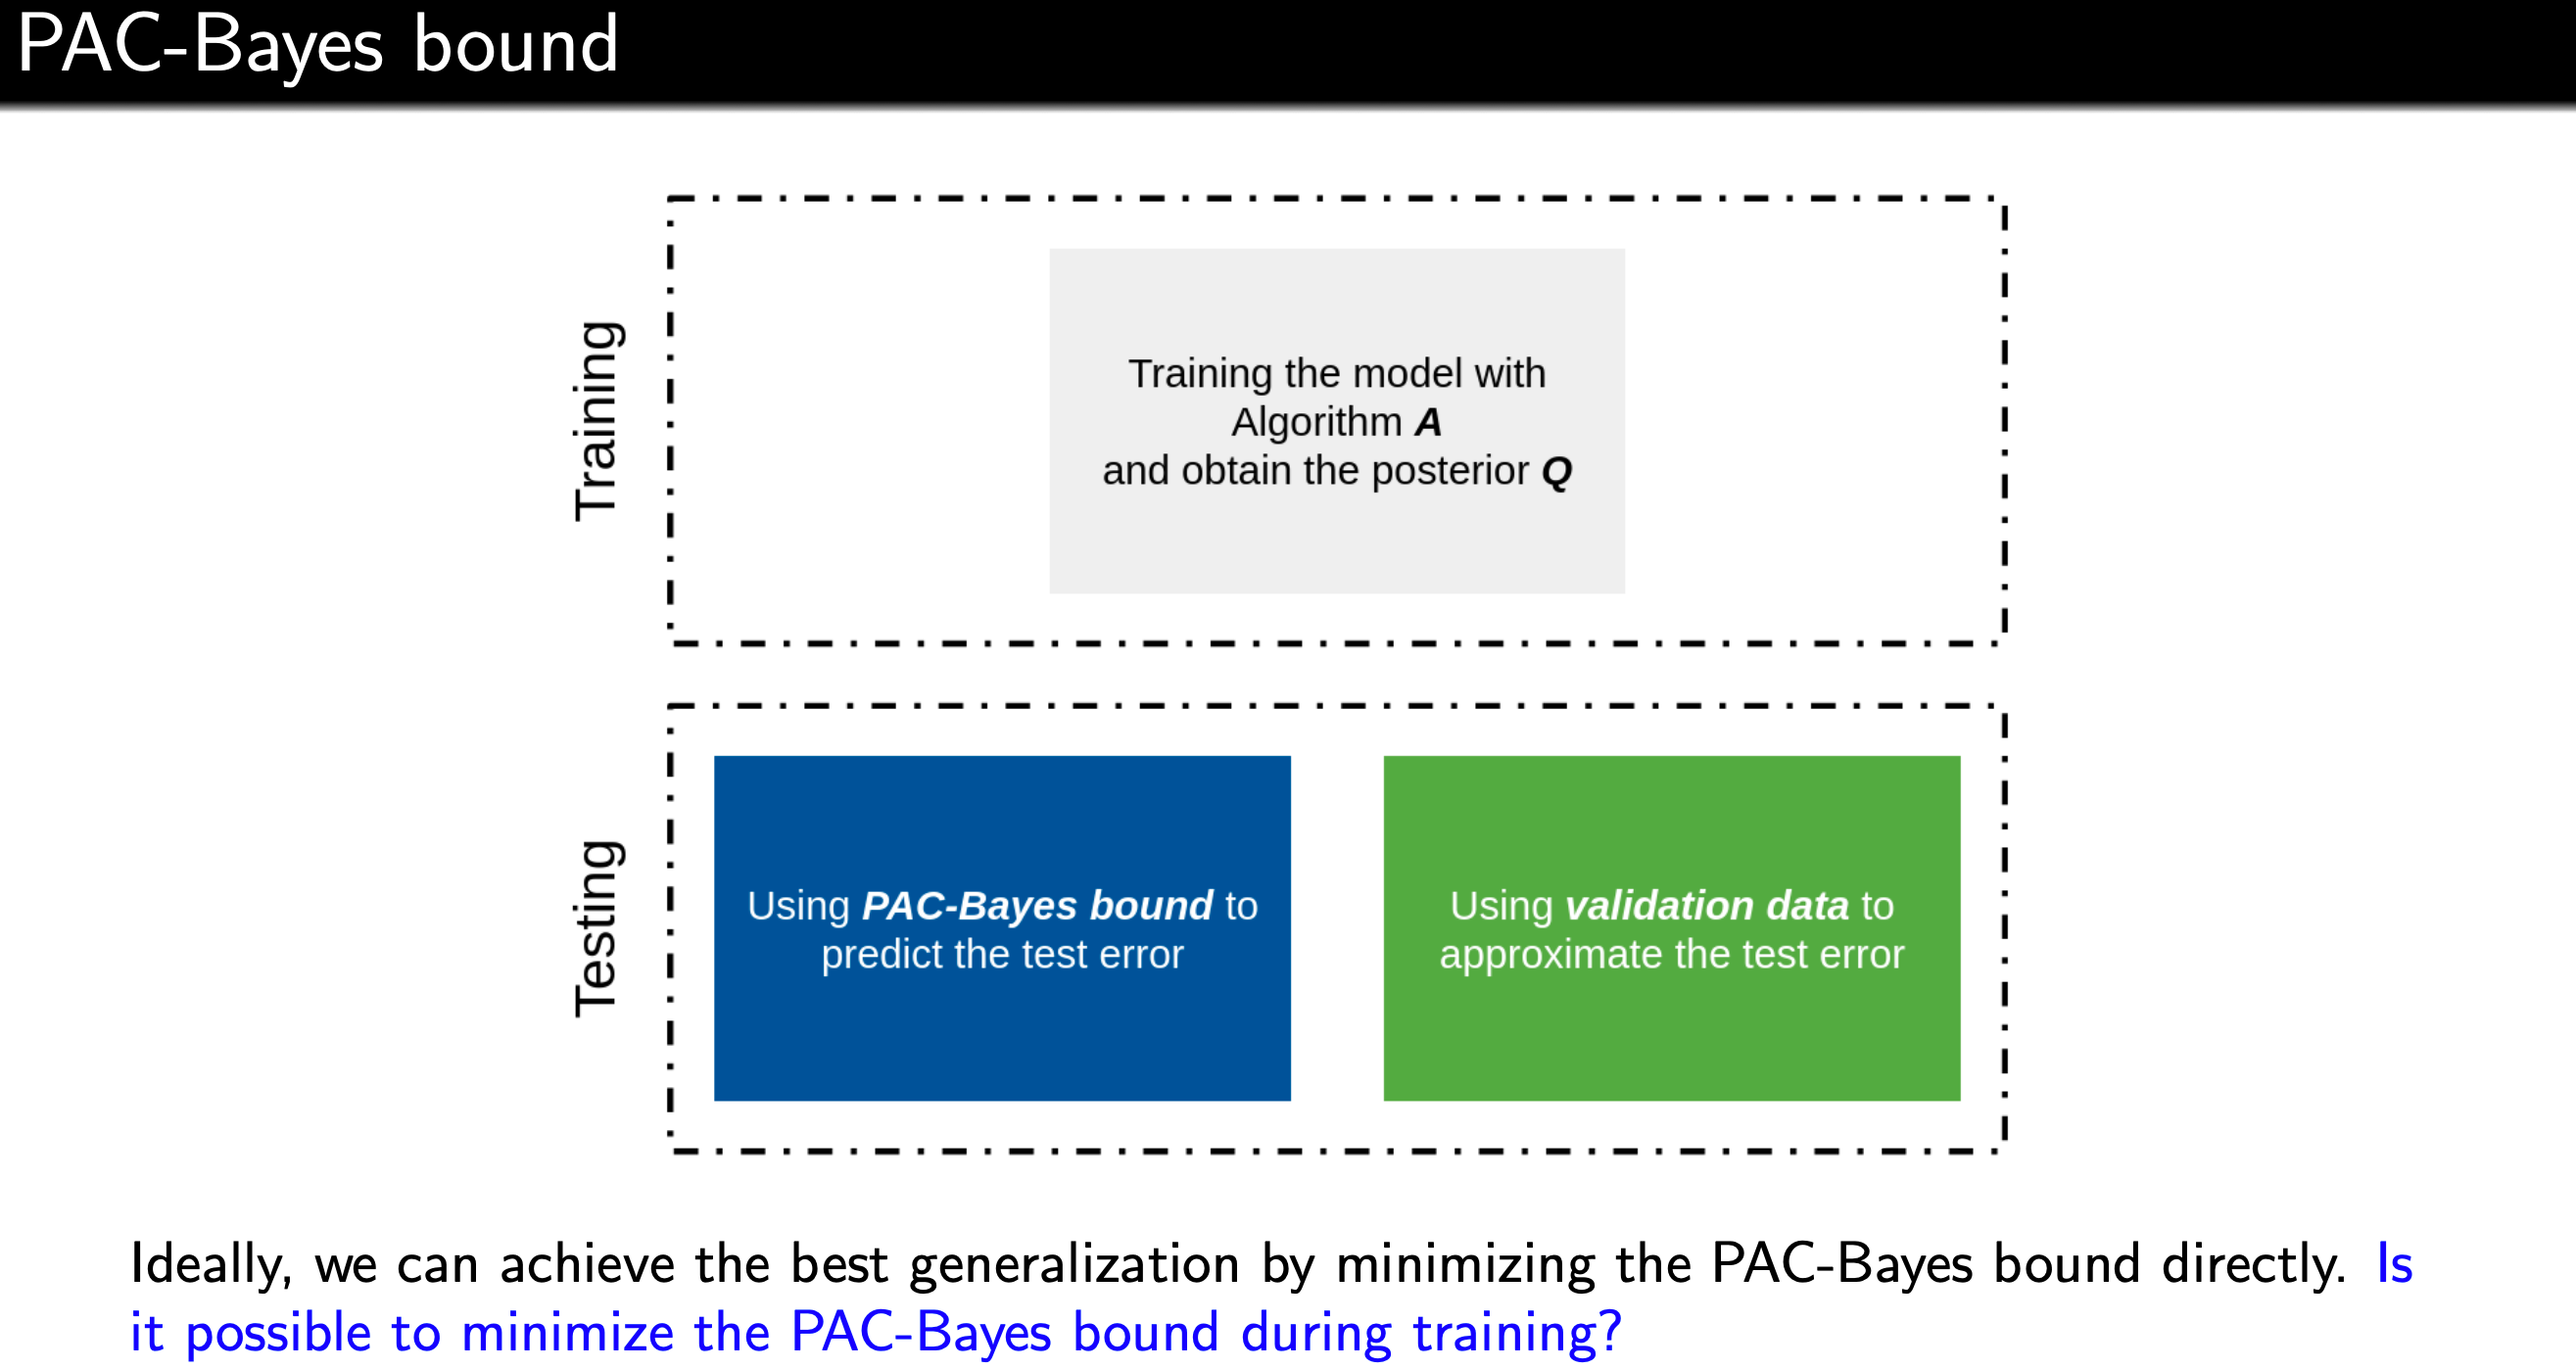 PAC-Bayes bound
Training
Training the model with
Algorithm A
and obtain the posterior Q
Testing
Using PAC-Bayes bound to
predict the test error
Using validation data to
approximate the test error
Ideally, we can achieve the best generalization by minimizing the PAC-Bayes bound directly. Is
it possible to minimize the PAC-Bayes bound during training?